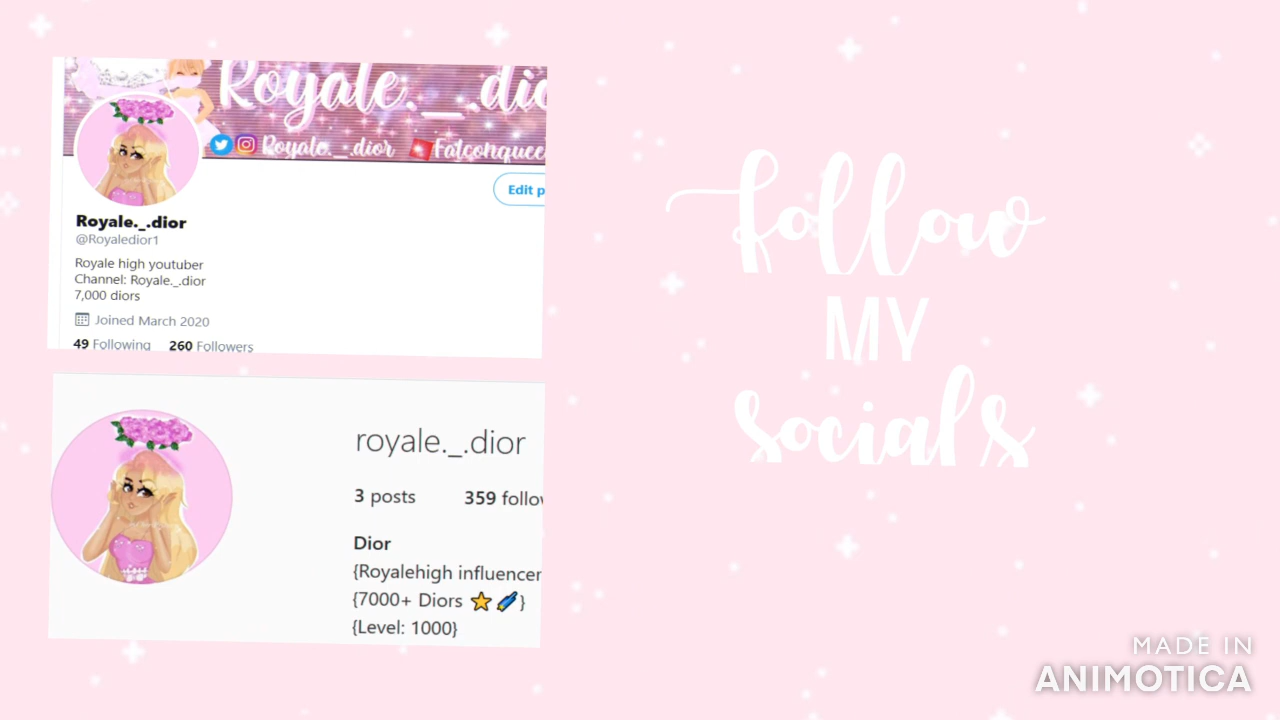 Royale._.dio
Royale._.dior
Falconquee
Edit p
Royale._.dior
@Royaledior1
Royale high youtuber
Channel: Royale._.dior
7,000 diors
Joined March 2020
49 Following 260 Followers
royale._.dior
3 posts 359 follow
Dior
{Royalehigh influencer
{7000+ Diors ⭐}
{Level: 1000}
follow
MY
socials
MADE IN
ANIMOTICA